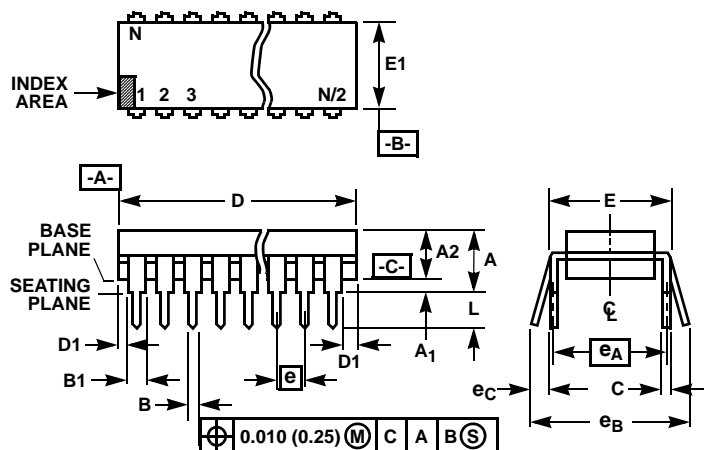 N
E1
INDEX
AREA
1 2 3 N/2
-B-
-A-
D
E
BASE
PLANE
A2
A
-C-
SEATING
PLANE
L
C
L
D1
A1
D1
eA
B1
e
eC
C
B
eB
0.010 (0.25) M C A B S